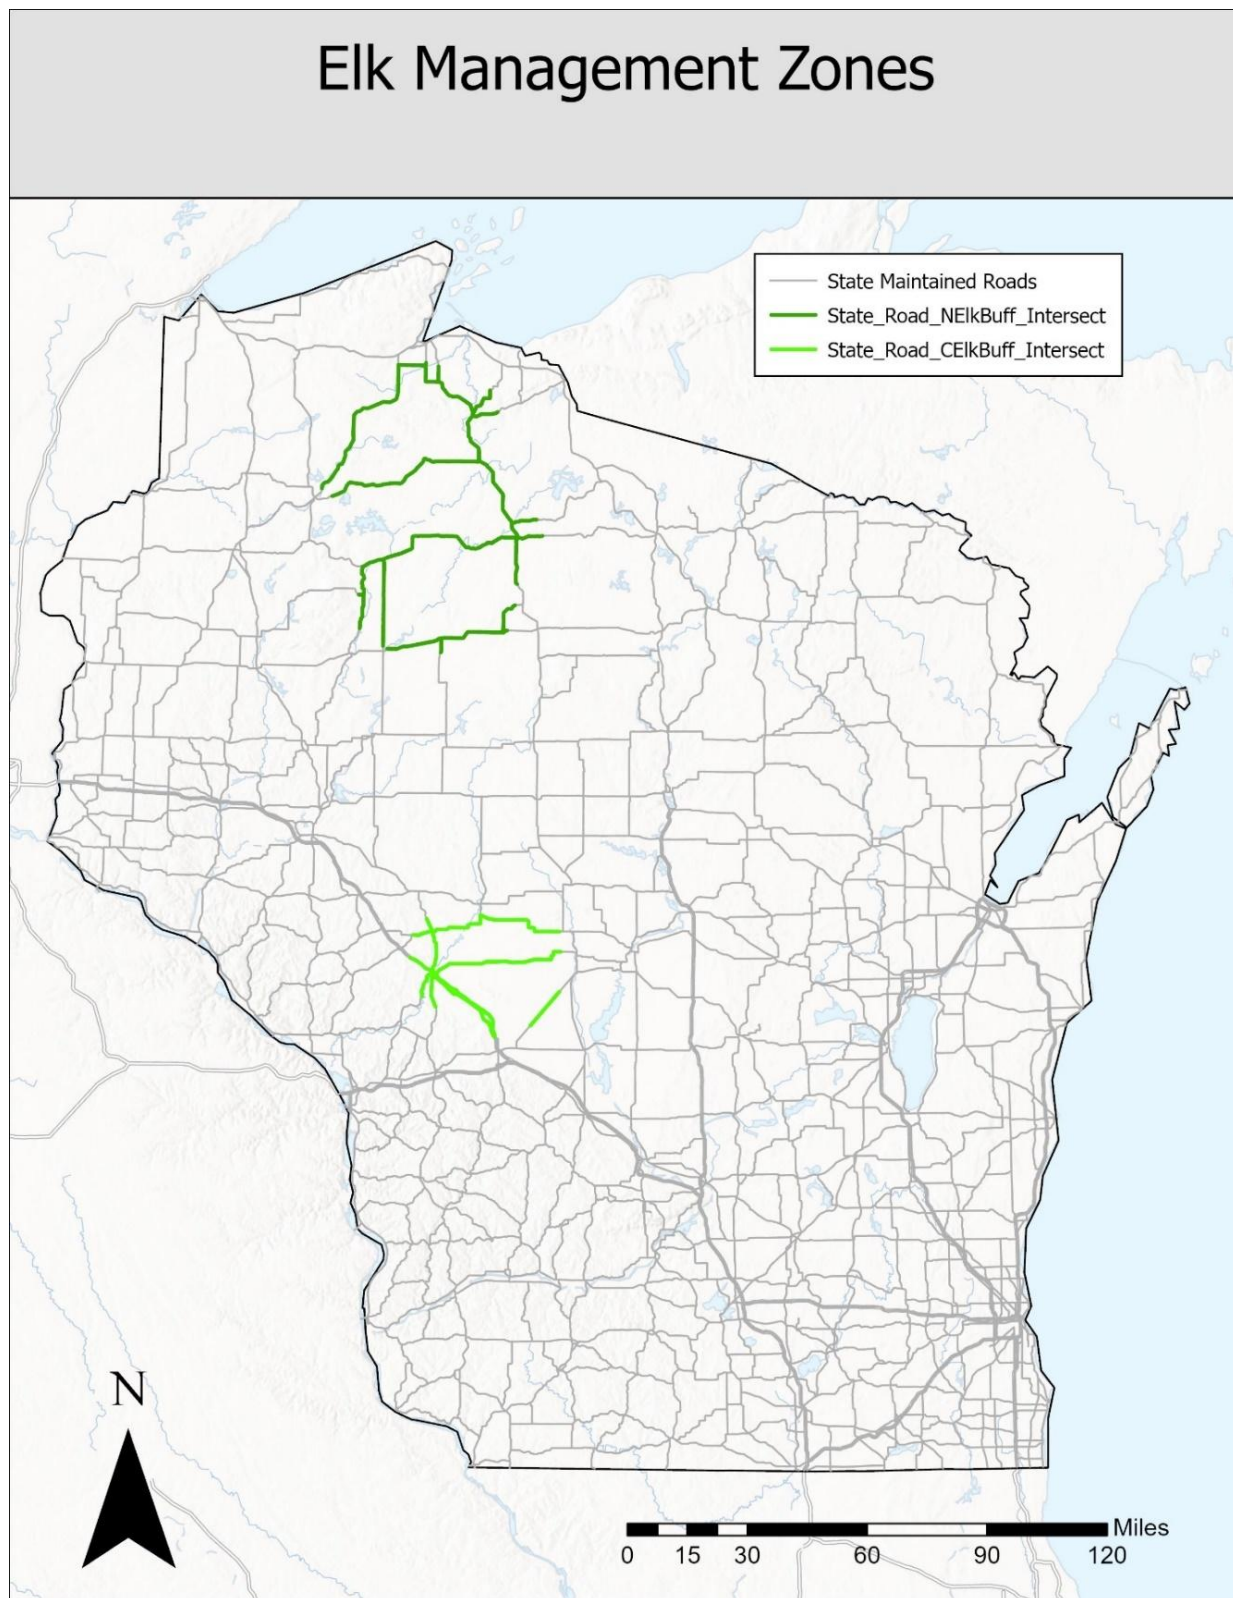 Elk Management Zones
State Maintained Roads
State_Road_NElkBuff_Intersect
State_Road_CElkBuff_Intersect
N
Miles
0 15 30 60 90 120